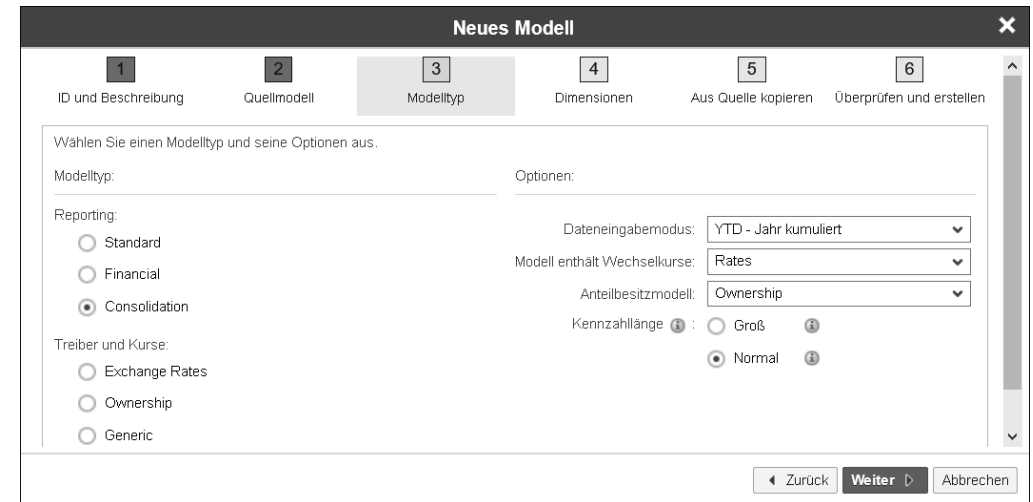 Neues Modell
1 2 3 4 5 6
ID und Beschreibung Quellmodell Modelltyp Dimensionen Aus Quelle kopieren Überprüfen und erstellen
Wählen Sie einen Modelltyp und seine Optionen aus.
Modelltyp:
Reporting:
Standard
Financial
Consolidation
Treiber und Kurse:
Exchange Rates
Ownership
Generic
Optionen:
Dateneingabemodus: YTD - Jahr kumuliert
Modell enthält Wechselkurse: Rates
Anteilbesitzmodell: Ownership
Kennzahllänge : Groß
Normal
Zurück Weiter Abbrechen